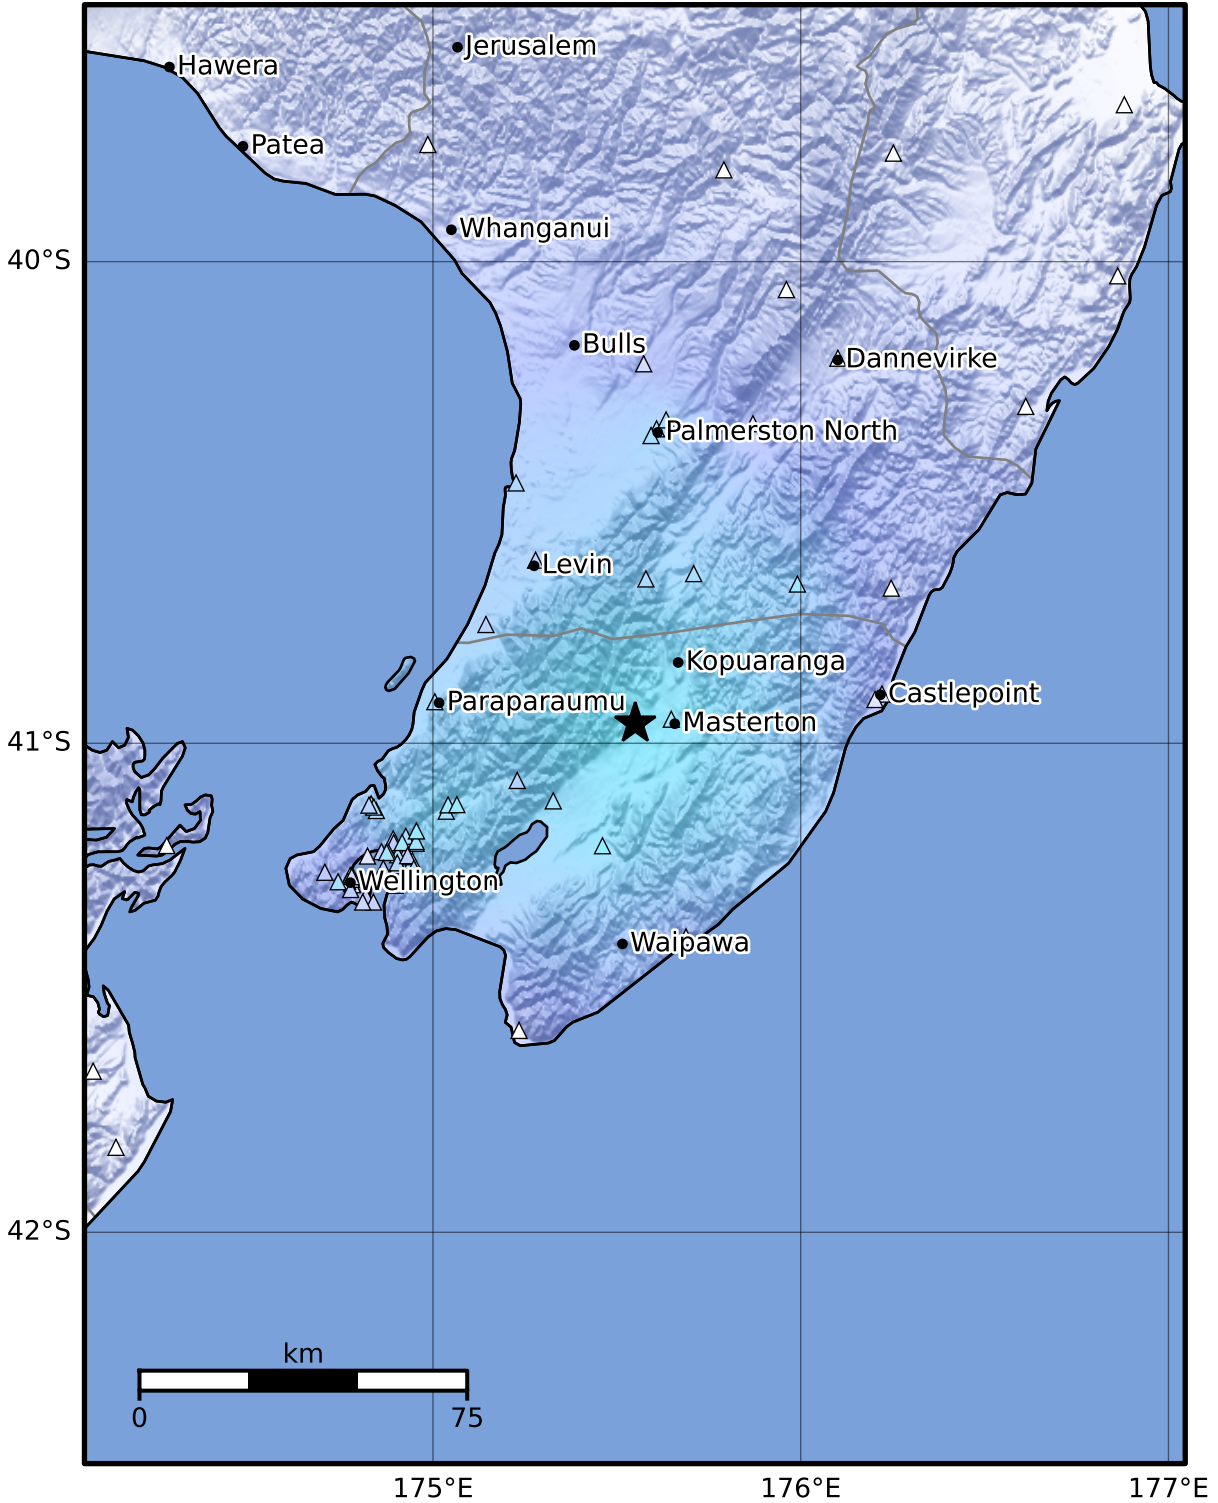 Jerusalem
Hawera
Patea
Whanganui
40°S
Bulls
Dannevirke
Palmerston North
Levin
Kopuaranga
Castlepoint
Paraparaumu
Masterton
41°S
Wellington
Waipawa
42°S
km
0 75
175°E 176°E 177°E